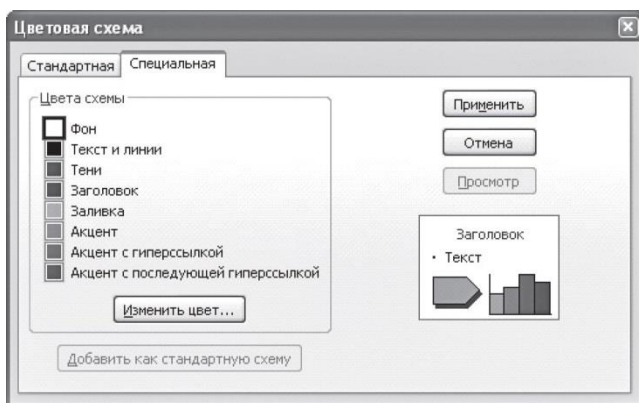 Цветовая схема
Стандартная
Специальная
Цвета схемы
Фон
Текст и линии
Тени
Заголовок
Заливка
Акцент
Акцент с гиперссылкой
Акцент с последующей гиперссылкой
Изменить цвет...
Добавить как стандартную схему
Применить
Отмена
Просмотр
Заголовок
• Текст